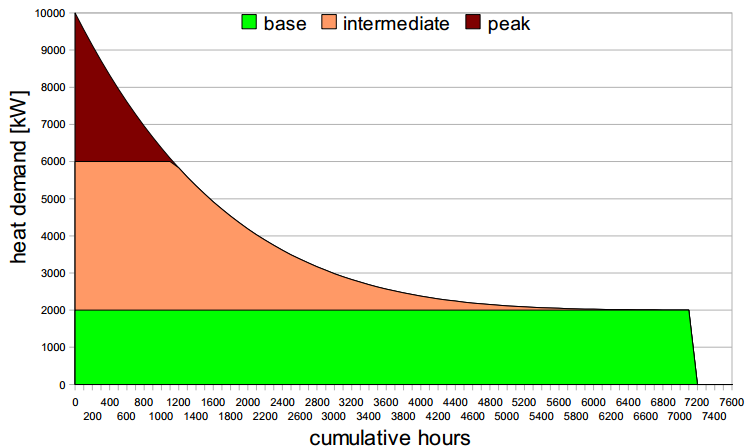 base intermediate peak
heat demand [kW]
10000
9000
8000
7000
6000
5000
4000
3000
2000
1000
0
0 400 800 1200 1600 2000 2400 2800 3200 3600 4000 4400 4800 5200 5600 6000 6400 6800 7200 7600
200 600 1000 1400 1800 2200 2600 3000 3400 3800 4200 4600 5000 5400 5800 6200 6600 7000 7400
cumulative hours